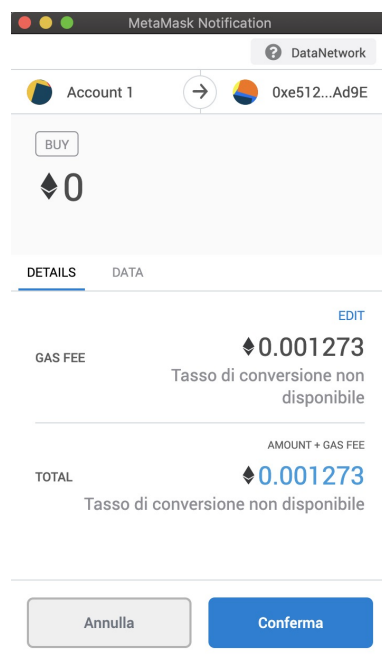 MetaMask Notification
? DataNetwork
Account 1 0xe512...Ad9E
BUY
0
DETAILS DATA
EDIT
GAS FEE 0.001273
Tasso di conversione non
disponibile
AMOUNT + GAS FEE
TOTAL 0.001273
Tasso di conversione non disponibile
Annulla Conferma